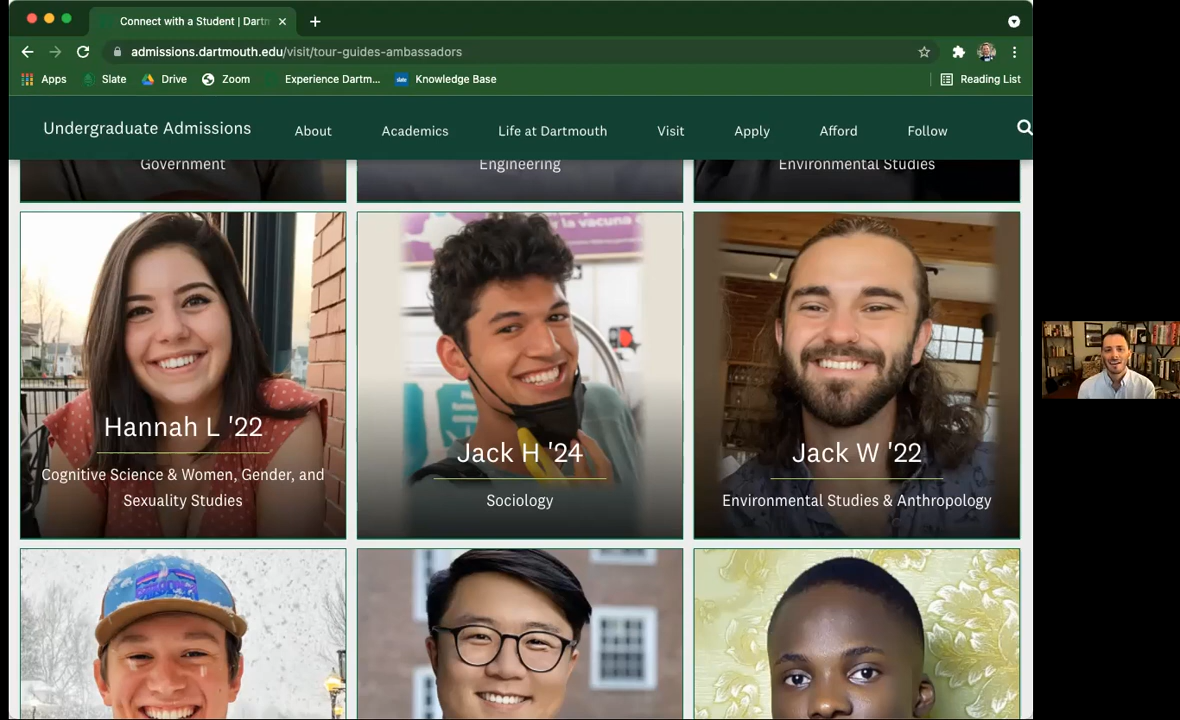 Connect with a Student | Dartm
admissions.dartmouth.edu/visit/tour-guides-ambassadors
Apps Slate Drive Zoom Experience Dartm... Knowledge Base Reading List
Undergraduate Admissions About Academics Life at Dartmouth Visit Apply Afford Follow
Government Engineering Environmental Studies
y la vacuna
Hannah L '22
Cognitive Science & Women, Gender, and
Sexuality Studies
Jack H '24
Sociology
Jack W '22
Environmental Studies & Anthropology